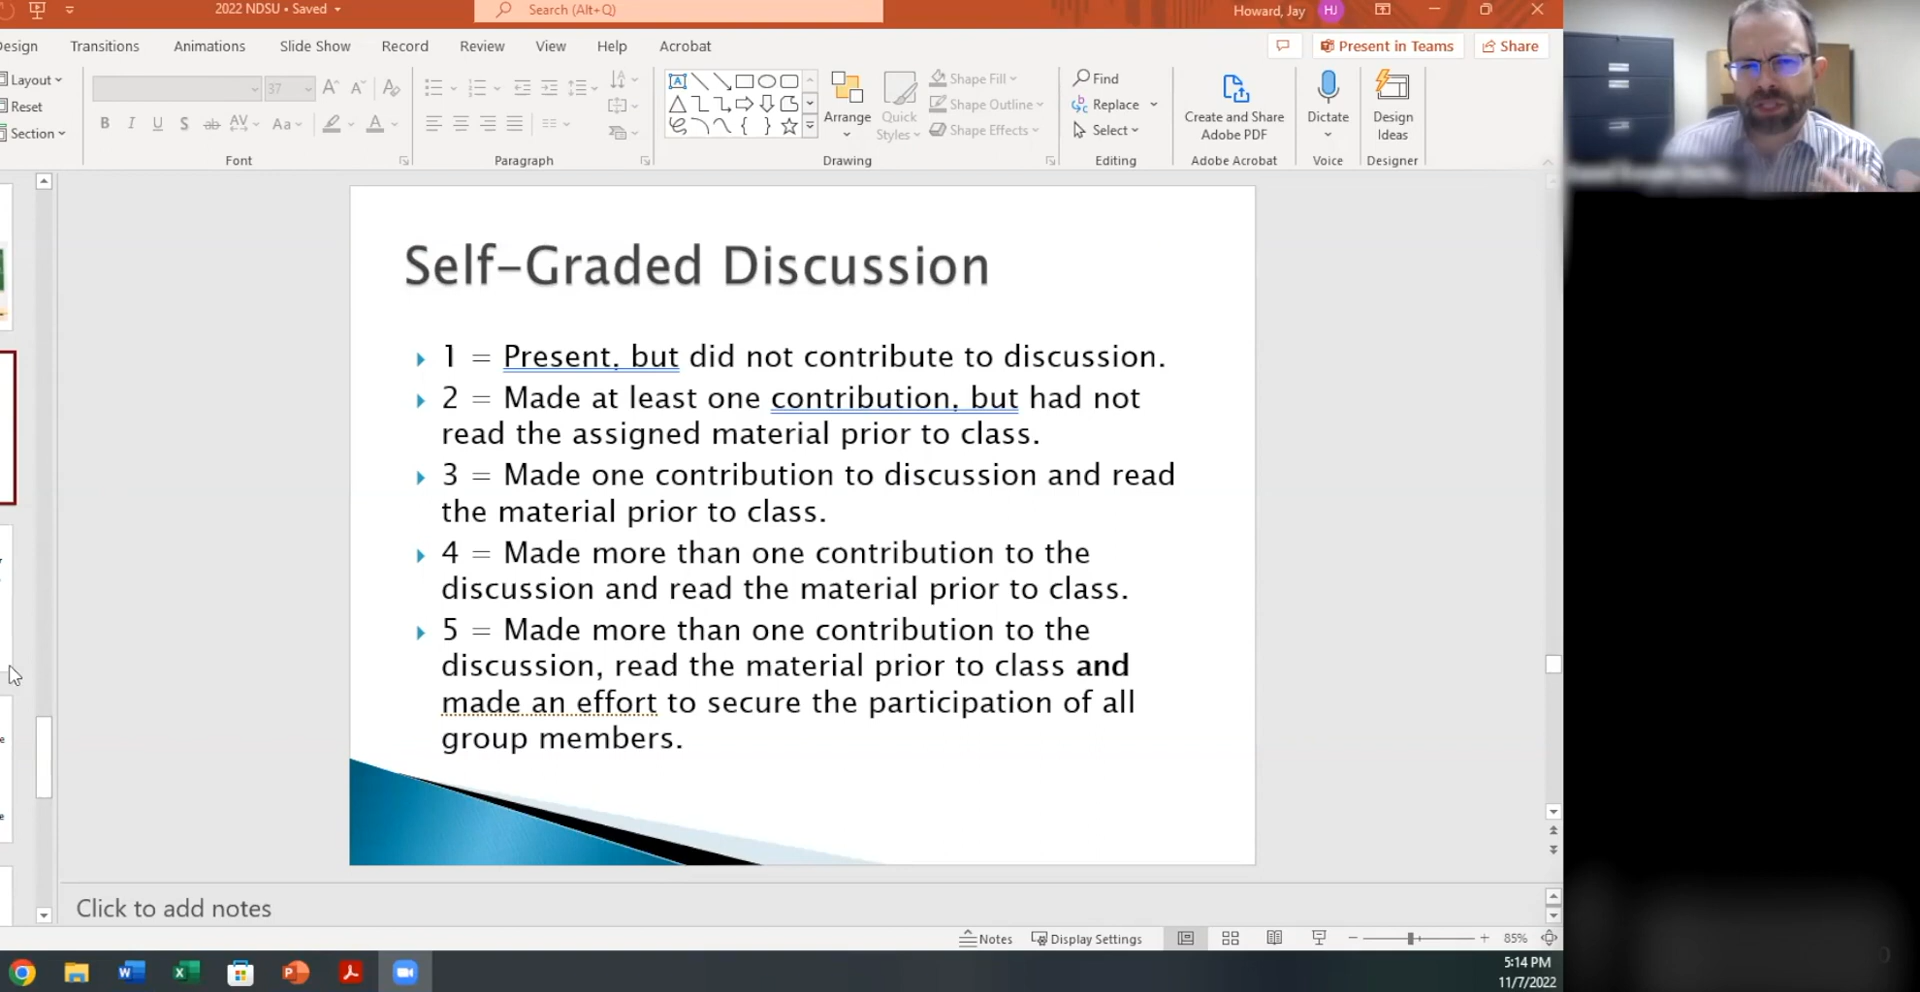 2022 NDSU • Saved
Search (Alt+Q)
Howard, Jay
HJ
Design Transitions Animations Slide Show Record Review View Help Acrobat
Present in Teams
Share
Layout
Reset
Section
37
Font
Paragraph
Arrange
Quick
Styles
Shape Fill
Shape Outline
Shape Effects
Drawing
Find
Replace
Select
Editing
Create and Share
Adobe PDF
Adobe Acrobat
Dictate
Voice
Design
Ideas
Designer
Self-Graded Discussion
1 = Present, but did not contribute to discussion.
2 = Made at least one contribution, but had not
read the assigned material prior to class.
3 = Made one contribution to discussion and read
the material prior to class.
4 = Made more than one contribution to the
discussion and read the material prior to class.
5 = Made more than one contribution to the
discussion, read the material prior to class and
made an effort to secure the participation of all
group members.
Click to add notes
Notes
Display Settings
85%
5:14 PM
11/7/2022